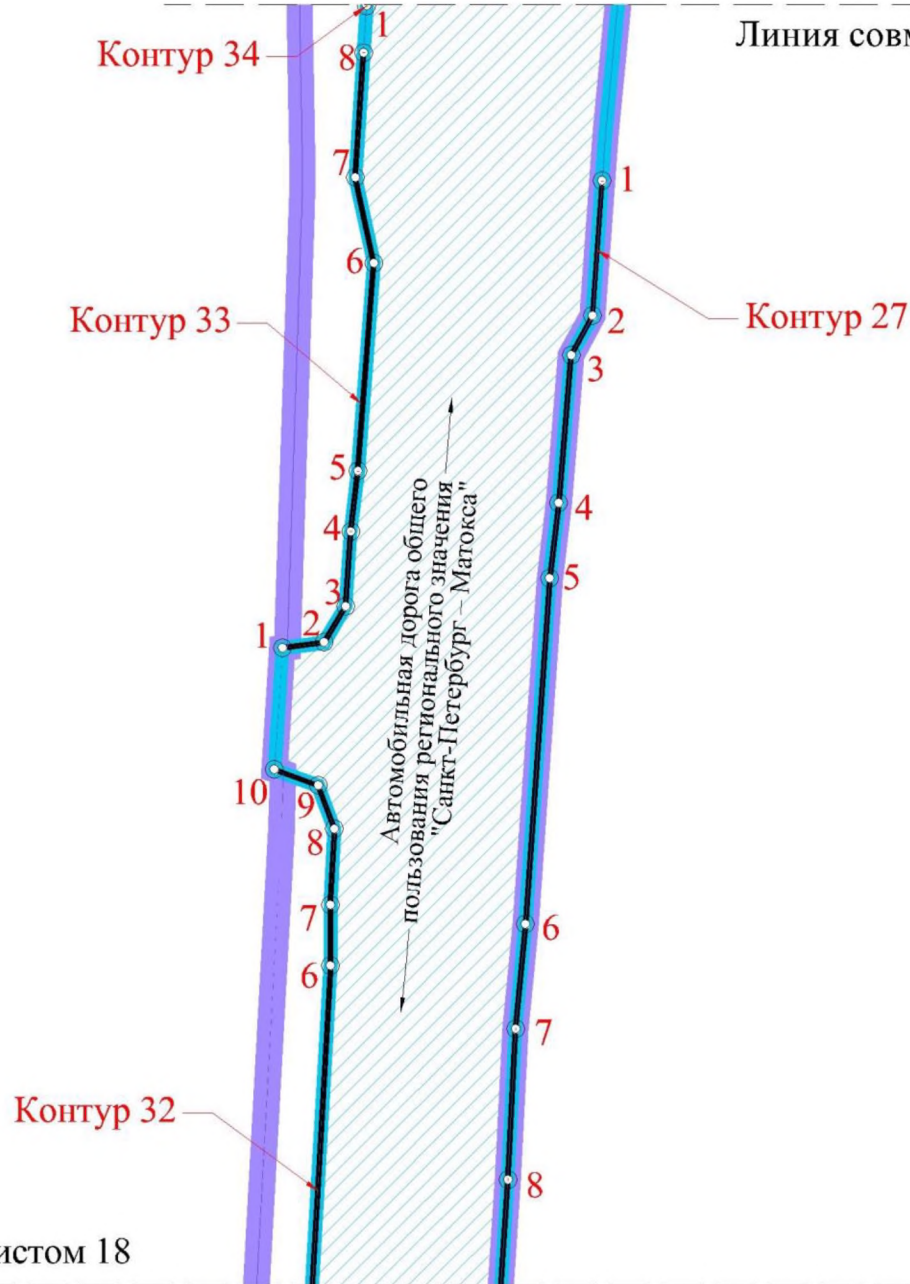 Линия совм
Контур 34
1
8
7
1
6
Контур 33
2
Контур 27
3
5
4
4
5
3
2
1
Автомобильная дорога общего
пользования регионального значения
"Санкт-Петербург – Матокса"
10
9
8
7
6
6
7
Контур 32
8
истом 18